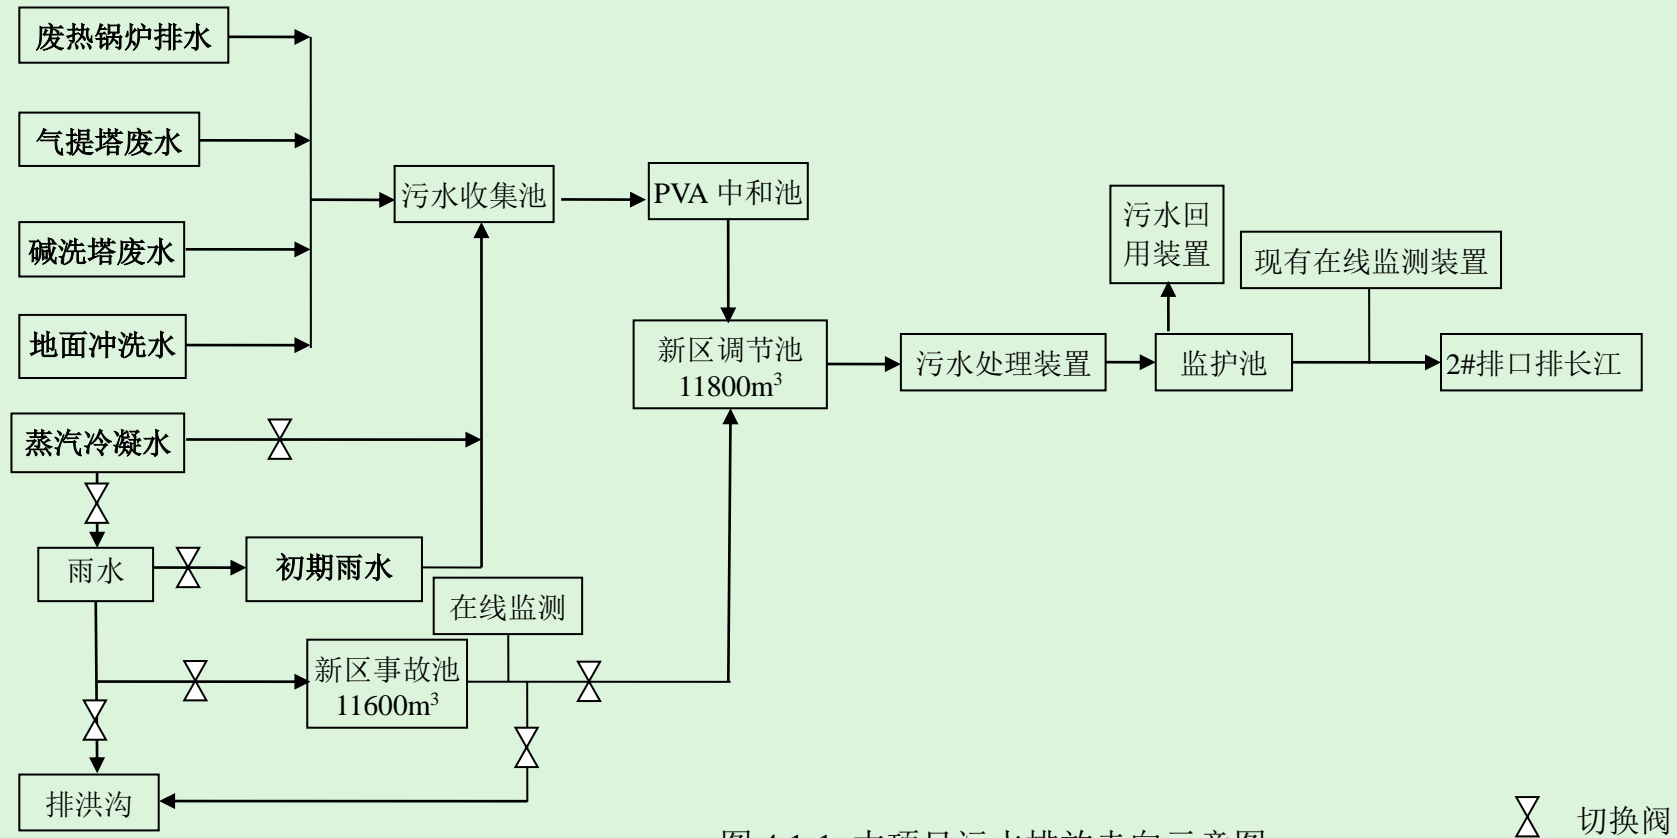 废热锅炉排水
气提塔废水
碱洗塔废水
地面冲洗水
蒸汽冷凝水
雨水
初期雨水
污水收集池
PVA 中和池
新区调节池
11800m³
污水处理装置
监护池
污水回
用装置
现有在线监测装置
2#排口排长江
在线监测
新区事故池
11600m³
排洪沟
切换阀